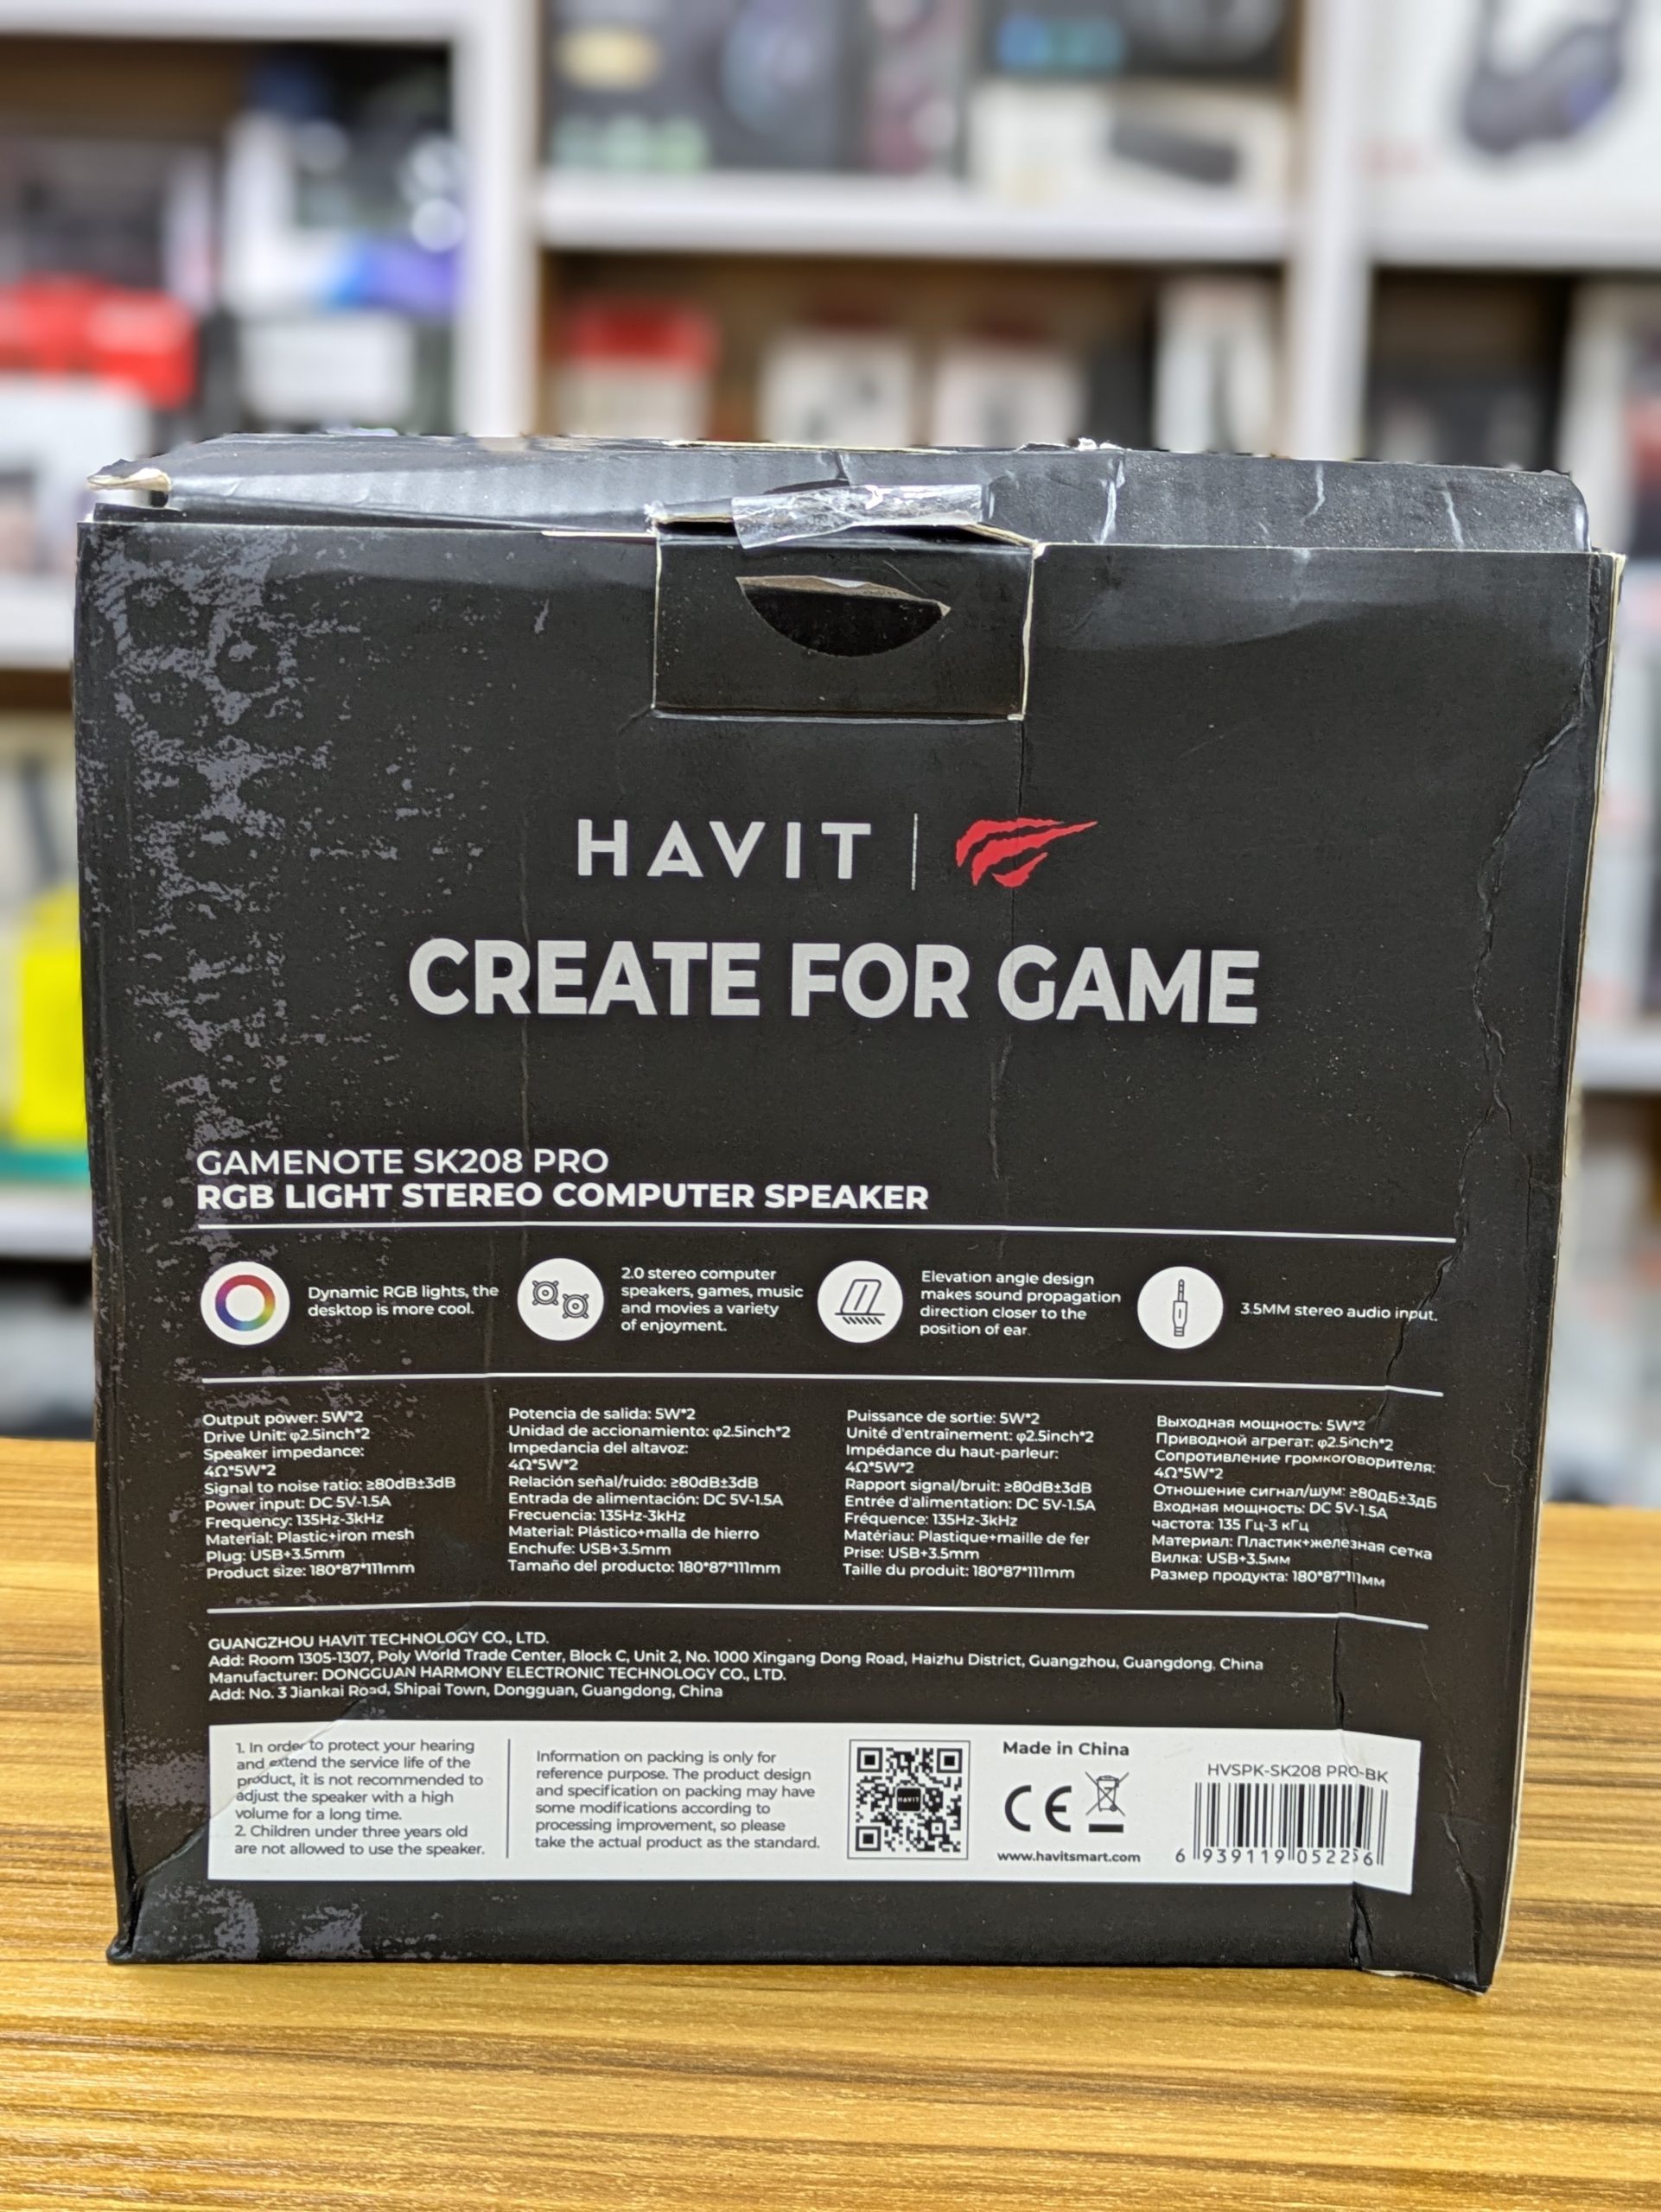 HAVIT
CREATE FOR GAME
GAMENOTE SK208 PRO
RGB LIGHT STEREO COMPUTER SPEAKER
Dynamic RGB lights, the
desktop is more cool.
2.0 stereo computer
speakers, games, music
and movies a variety
of enjoyment.
Elevation angle design
makes sound propagation
direction closer to the
position of ear.
3.5MM stereo audio input.
Output power: 5W*2
Drive Unit: φ2.5inch*2
Speaker impedance:
4Ω*5W*2
Signal to noise ratio: ≥80dB±3dB
Power input: DC 5V-1.5A
Frequency: 135Hz-3kHz
Material: Plastic+iron mesh
Plug: USB+3.5mm
Product size: 180*87*111mm
Potencia de salida: 5W*2
Unidad de accionamiento: φ2.5inch*2
Impedancia del altavoz:
4Ω*5W*2
Relación señal/ruido: ≥80dB±3dB
Entrada de alimentación: DC 5V-1.5A
Frecuencia: 135Hz-3kHz
Material: Plástico+malla de hierro
Enchufe: USB+3.5mm
Tamaño del producto: 180*87*111mm
Puissance de sortie: 5W*2
Unité d'entraînement: φ2.5inch*2
Impédance du haut-parleur:
4Ω*5W*2
Rapport signal/bruit: ≥80dB±3dB
Entrée d'alimentation: DC 5V-1.5A
Fréquence: 135Hz-3kHz
Matériau: Plastique+maille de fer
Prise: USB+3.5mm
Taille du produit: 180*87*111mm
Выходная мощность: 5W*2
Приводной агрегат: φ2.5inch*2
Сопротивление громкоговорителя:
4Ω*5W*2
Отношение сигнал/шум: ≥80дБ±3дБ
Входная мощность: DC 5V-1.5A
частота: 135 Гц-3 кГц
Материал: Пластик+железная сетка
Вилка: USB+3.5мм
Размер продукта: 180*87*111мм
GUANGZHOU HAVIT TECHNOLOGY CO., LTD.
Add: Room 1305-1307, Poly World Trade Center, Block C, Unit 2, No. 1000 Xingang Dong Road, Haizhu District, Guangzhou, Guangdong, China
Manufacturer: DONGGUAN HARMONY ELECTRONIC TECHNOLOGY CO., LTD.
Add: No. 3 Jiankai Road, Shipai Town, Dongguan, Guangdong, China
1. In order to protect your hearing
and extend the service life of the
product, it is not recommended to
adjust the speaker with a high
volume for a long time.
2. Children under three years old
are not allowed to use the speaker.
Information on packing is only for
reference purpose. The product design
and specification on packing may have
some modifications according to
processing improvement, so please
take the actual product as the standard.
HAVIT
Made in China
CE
www.havitsmart.com
HVSPK-SK208 PRO-BK
6 939119 052256